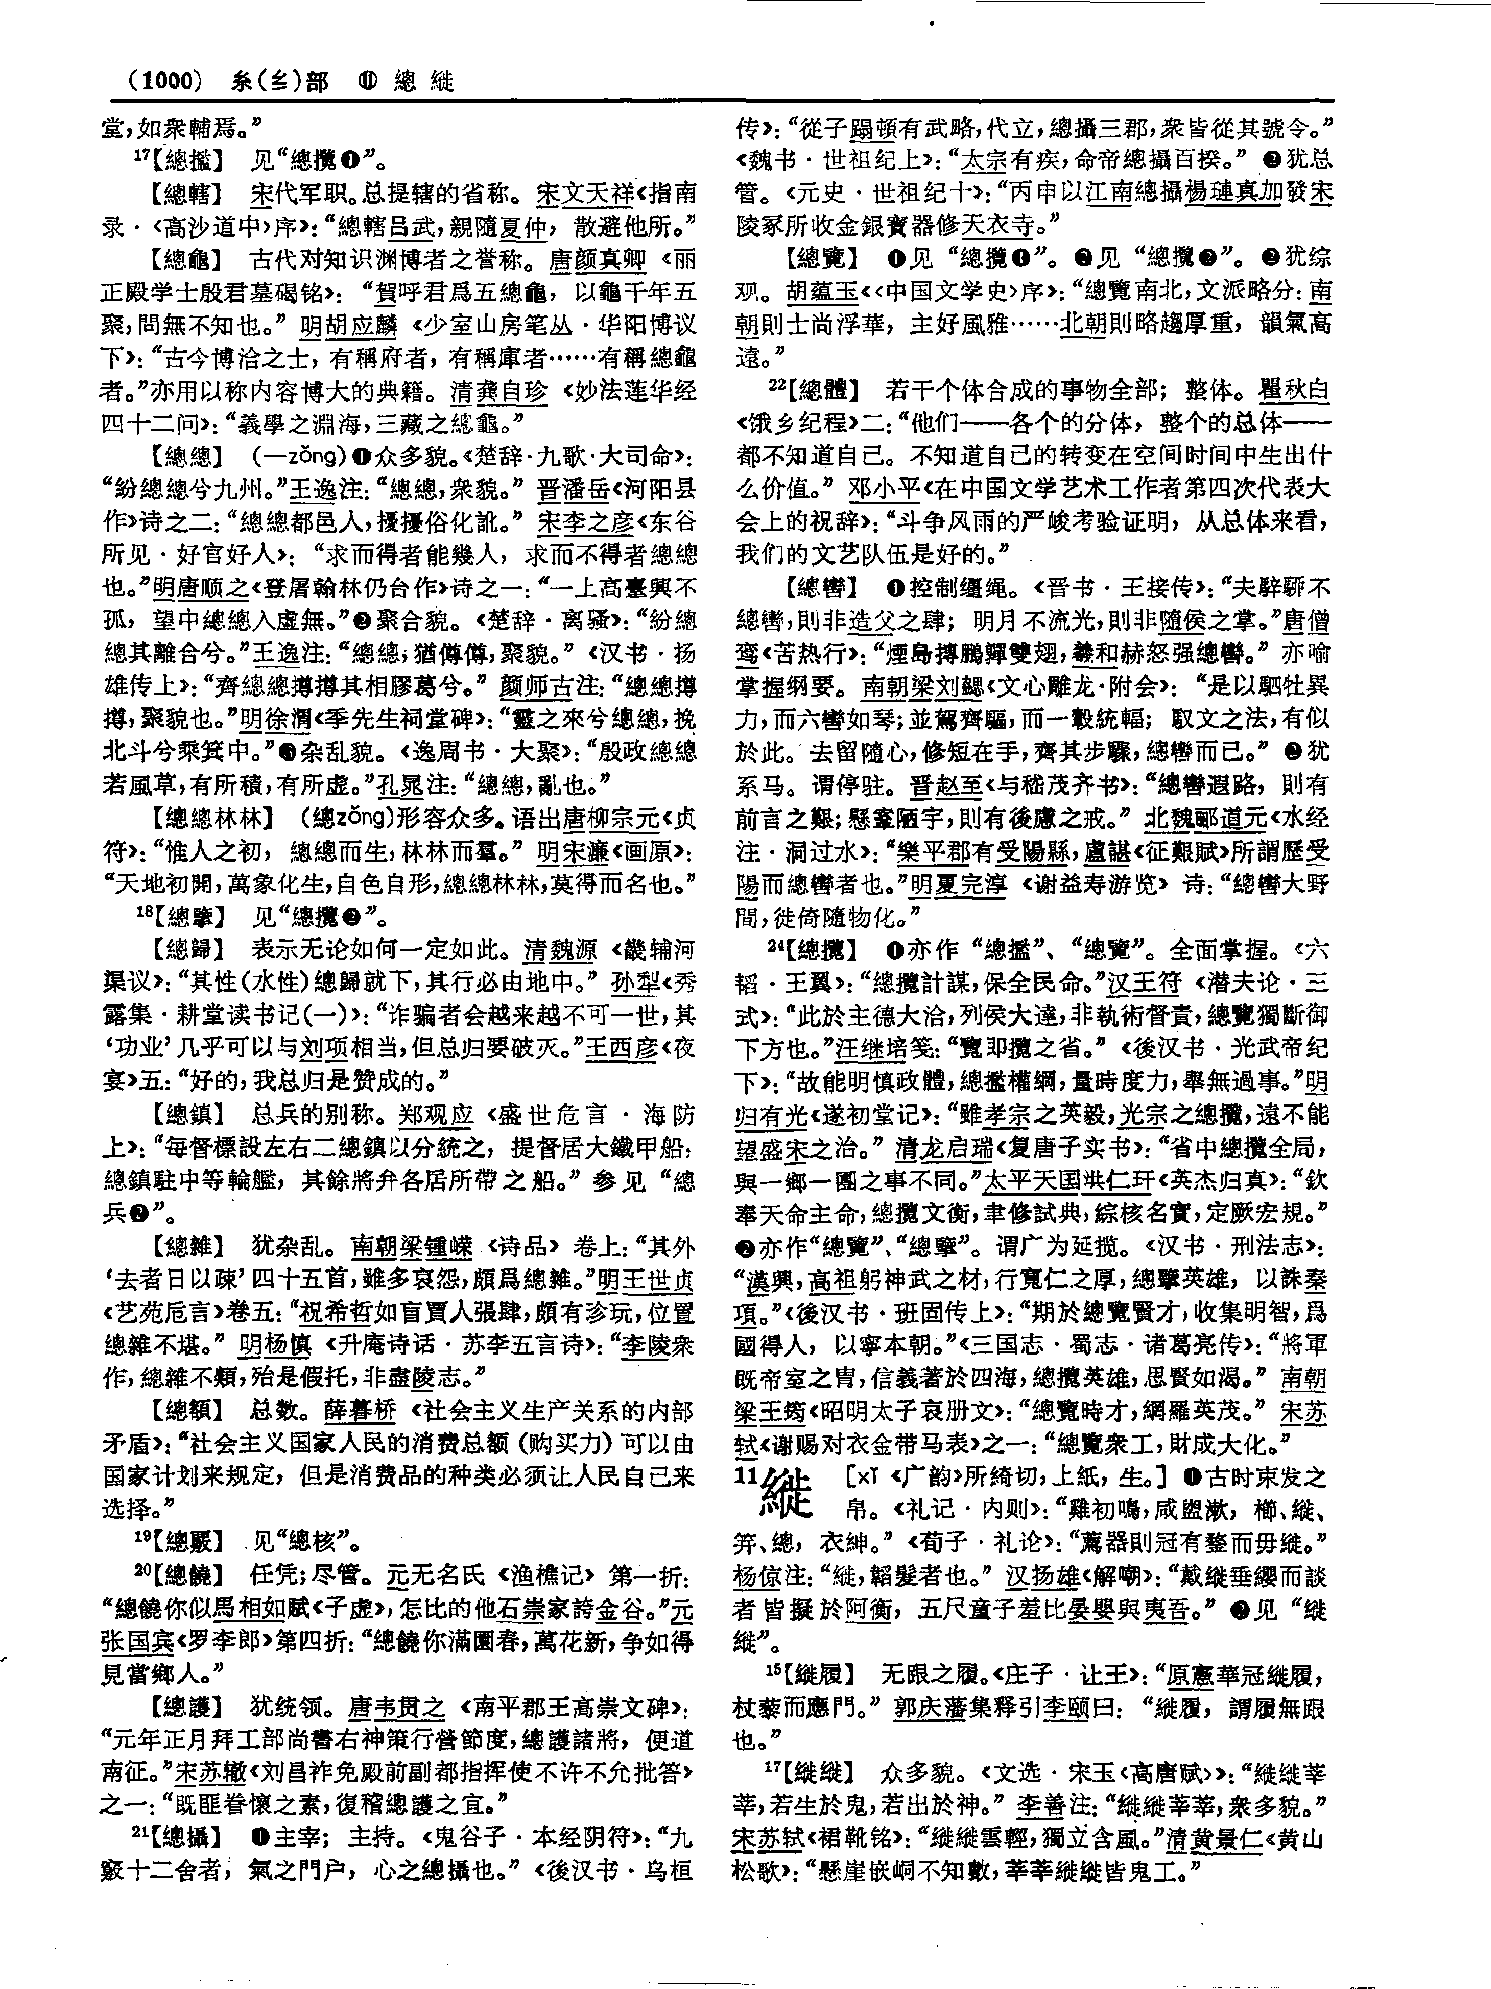 (1000) 糸(纟)部 ⑪ 總 縰
堂，如衆輔焉。”
17【總擥】 见“總攬❶”。
【總轄】 宋代军职。总提辖的省称。宋文天祥《指南
录·〈高沙道中〉序》：“總轄吕武，親隨夏仲，散避他所。”
【總龜】 古代对知识渊博者之誉称。唐颜真卿《丽
正殿学士殷君墓碣铭》：“賀呼君爲五總龜，以龜千年五
聚，問無不知也。”明胡应麟《少室山房笔丛·华阳博议
下》：“古今博洽之士，有稱府者，有稱庫者……有稱總龜
者。”亦用以称内容博大的典籍。清龚自珍《妙法莲华经
四十二问》：“義學之淵海，三藏之總龜。”
【總總】 (—zǒng)❶众多貌。《楚辞·九歌·大司命》：
“紛總總兮九州。”王逸注：“總總，衆貌。”晋潘岳《河阳县
作》诗之二：“總總都邑人，擾擾俗化訛。”宋李之彦《东谷
所见·好官好人》：“求而得者能幾人，求而不得者總總
也。”明唐顺之《登屠翰林仍台作》诗之一：“一上高臺興不
孤，望中總總入虚無。”❷聚合貌。《楚辞·离骚》：“紛總
總其離合兮。”王逸注：“總總，猶僔僔，聚貌。”《汉书·扬
雄传上》：“齊總總撙撙其相膠葛兮。”颜师古注：“總總撙
撙，聚貌也。”明徐渭《季先生祠堂碑》：“靈之來兮總總，挽
北斗兮乘箕中。”❸杂乱貌。《逸周书·大聚》：“殷政總總
若風草，有所積，有所虚。”孔晁注：“總總，亂也。”
【總總林林】 (總zǒng)形容众多。语出唐柳宗元《贞
符》：“惟人之初，總總而生，林林而羣。”明宋濂《画原》：
“天地初開，萬象化生，自色自形，總總林林，莫得而名也。”
18【總擘】 见“總攬❷”。
【總歸】 表示无论如何一定如此。清魏源《畿辅河
渠议》：“其性(水性)總歸就下，其行必由地中。”孙犁《秀
露集·耕堂读书记(一)》：“诈骗者会越来越不可一世，其
‘功业’几乎可以与刘项相当，但总归要破灭。”王西彦《夜
宴》五：“好的，我总归是赞成的。”
【總鎮】 总兵的别称。郑观应《盛世危言·海防
上》：“每督標設左右二總鎮以分統之，提督居大鐵甲船；
總鎮駐中等輪艦，其餘將弁各居所帶之船。”参见“總
兵❷”。
【總雜】 犹杂乱。南朝梁锺嵘《诗品》卷上：“其外
‘去者日以疎’四十五首，雖多哀怨，頗爲總雜。”明王世贞
《艺苑卮言》卷五：“祝希哲如盲賈人張肆，頗有珍玩，位置
總雜不堪。”明杨慎《升庵诗话·苏李五言诗》：“李陵衆
作，總雜不類，殆是假托，非盡陵志。”
【總額】 总数。薛暮桥《社会主义生产关系的内部
矛盾》：“社会主义国家人民的消费总额(购买力)可以由
国家计划来规定，但是消费品的种类必须让人民自己来
选择。”
19【總覈】 见“總核”。
20【總饒】 任凭；尽管。元无名氏《渔樵记》第一折：
“總饒你似馬相如賦《子虚》，怎比的他石崇家誇金谷。”元
张国宾《罗李郎》第四折：“總饒你滿園春，萬花新，争如得
見當鄉人。”
【總護】 犹统领。唐韦贯之《南平郡王高崇文碑》：
“元年正月拜工部尚書右神策行營節度，總護諸將，便道
南征。”宋苏辙《刘昌祚免殿前副都指挥使不许不允批答》
之一：“既匪眷懷之素，復稽總護之宜。”
21【總攝】 ❶主宰；主持。《鬼谷子·本经阴符》：“九
竅十二舍者，氣之門户，心之總攝也。”《後汉书·乌桓
传》：“從子蹋頓有武略，代立，總攝三郡，衆皆從其號令。”
《魏书·世祖纪上》：“太宗有疾，命帝總攝百揆。”❷犹总
管。《元史·世祖纪十》：“丙申以江南總攝楊璉真加發宋
陵冢所收金銀寶器修天衣寺。”
【總覽】 ❶见“總攬❶”。❷见“總攬❷”。❸犹综
观。胡蕴玉《〈中国文学史〉序》：“總覽南北，文派略分：南
朝則士尚浮華，主好風雅……北朝則略趨厚重，韻氣高
遠。”
22【總體】 若干个体合成的事物全部；整体。瞿秋白
《饿乡纪程》二：“他们——各个的分体，整个的总体——
都不知道自己。不知道自己的转变在空间时间中生出什
么价值。”邓小平《在中国文学艺术工作者第四次代表大
会上的祝辞》：“斗争风雨的严峻考验证明，从总体来看，
我们的文艺队伍是好的。”
【總轡】 ❶控制缰绳。《晋书·王接传》：“夫騂驑不
總轡，則非造父之肆；明月不流光，則非隨侯之掌。”唐僧
鸾《苦热行》：“煙島摶鵬嚲雙翅，羲和赫怒强總轡。”亦喻
掌握纲要。南朝梁刘勰《文心雕龙·附会》：“是以駟牡異
力，而六轡如琴；並駕齊驅，而一轂統輻；馭文之法，有似
於此。去留隨心，修短在手，齊其步驟，總轡而已。”❷犹
系马。谓停驻。晋赵至《与嵇茂齐书》：“總轡遐路，則有
前言之艱；懸鞌陋宇，則有後慮之戒。”北魏郦道元《水经
注·洞过水》：“樂平郡有受陽縣，盧諶《征艱賦》所謂歷受
陽而總轡者也。”明夏完淳《谢益寿游览》诗：“總轡大野
間，徙倚隨物化。”
24【總攬】 ❶亦作“總擥”、“總覽”。全面掌握。《六
韬·王翼》：“總攬計謀，保全民命。”汉王符《潜夫论·三
式》：“此於主德大洽，列侯大達，非執術督責，總覽獨斷御
下方也。”汪继培笺：“覽即攬之省。”《後汉书·光武帝纪
下》：“故能明慎政體，總擥權綱，量時度力，舉無過事。”明
归有光《遂初堂记》：“雖孝宗之英毅，光宗之總攬，遠不能
望盛宋之治。”清龙启瑞《复唐子实书》：“省中總攬全局，
與一鄉一團之事不同。”太平天国洪仁玕《英杰归真》：“欽
奉天命主命，總攬文衡，聿修試典，綜核名實，定厥宏規。”
❷亦作“總覽”、“總擘”。谓广为延揽。《汉书·刑法志》：
“漢興，高祖躬神武之材，行寬仁之厚，總擘英雄，以誅秦
項。”《後汉书·班固传上》：“期於總覽賢才，收集明智，爲
國得人，以寧本朝。”《三国志·蜀志·诸葛亮传》：“將軍
既帝室之胄，信義著於四海，總攬英雄，思賢如渴。”南朝
梁王筠《昭明太子哀册文》：“總覽時才，網羅英茂。”宋苏
轼《谢赐对衣金带马表》之一：“總覽衆工，財成大化。”
11縰 [xǐ《广韵》所綺切，上紙，生。]❶古时束发之
帛。《礼记·内则》：“雞初鳴，咸盥漱，櫛、縰、
笄、總，衣紳。”《荀子·礼论》：“薦器則冠有鍪而毋縰。”
杨倞注：“縰，韜髮者也。”汉扬雄《解嘲》：“戴縰垂纓而談
者皆擬於阿衡，五尺童子羞比晏嬰與夷吾。”❷见“縰
縰”。
15【縰履】 无跟之履。《庄子·让王》：“原憲華冠縰履，
杖藜而應門。”郭庆藩集释引李颐曰：“縰履，謂履無跟
也。”
17【縰縰】 众多貌。《文选·宋玉〈高唐赋〉》：“縰縰莘
莘，若生於鬼，若出於神。”李善注：“縰縰莘莘，衆多貌。”
宋苏轼《裙靴铭》：“縰縰雲輕，獨立含風。”清黄景仁《黄山
松歌》：“懸崖嵌峒不知數，莘莘縰縰皆鬼工。”